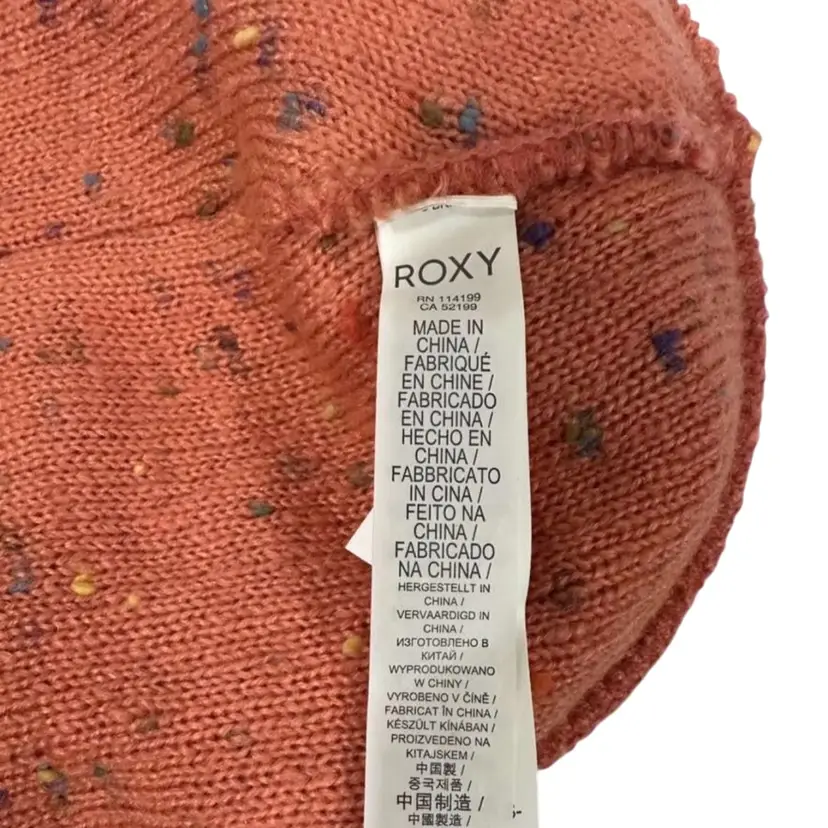 ROXY
RN 114199
CA 52199
MADE IN
CHINA /
FABRIQUÉ
EN CHINE /
FABRICADO
EN CHINA /
HECHO EN
CHINA /
FABBRICATO
IN CINA /
FEITO NA
CHINA /
FABRICADO
NA CHINA /
HERGESTELLT IN
CHINA /
VERVAARDIGD IN
CHINA /
ИЗГОТОВЛЕНО В
КИТАЙ /
WYPRODUKOWANO
W CHINY /
VYROBENO V ČÍNĚ /
FABRICAT ÎN CHINA /
KÉSZÜLT KÍNÁBAN /
PROIZVEDENO NA
KITAJSKEM /
中国製 /
중국제품 /
中国制造 /
中國製造 /